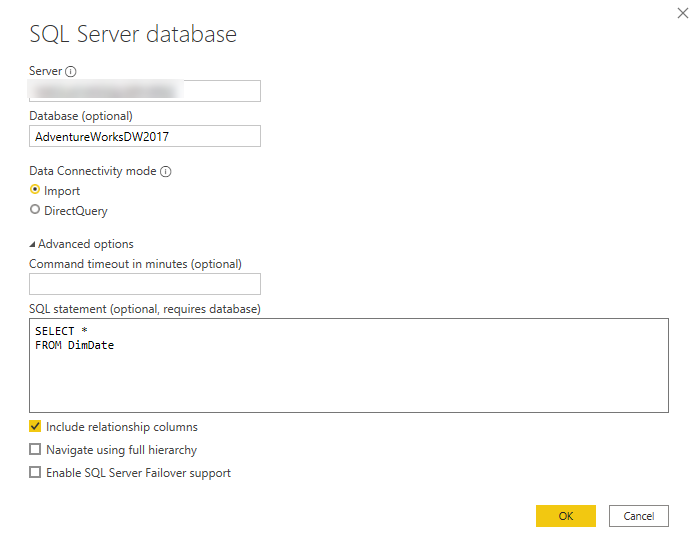 SQL Server database
Server
Database (optional)
AdventureWorksDW2017
Data Connectivity mode
Import
DirectQuery
Advanced options
Command timeout in minutes (optional)
SQL statement (optional, requires database)
SELECT *
FROM DimDate
Include relationship columns
Navigate using full hierarchy
Enable SQL Server Failover support
OK Cancel